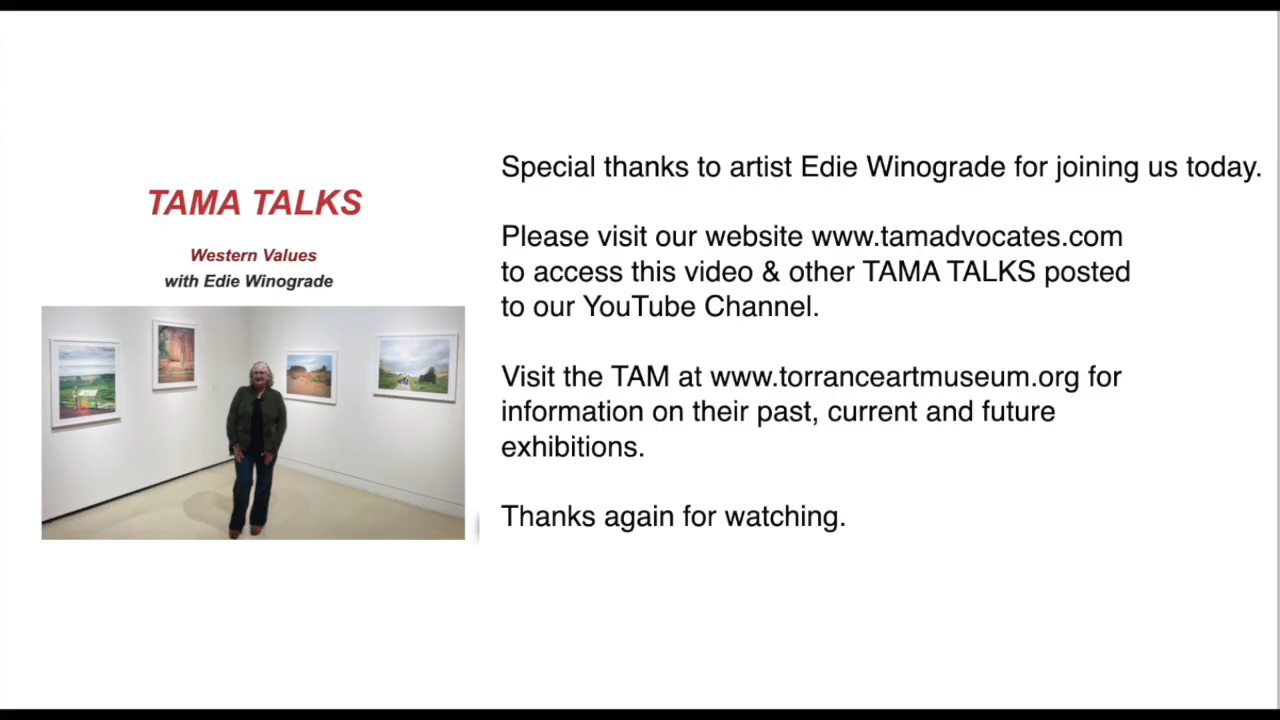 TAMA TALKS
Western Values
with Edie Winograde
Special thanks to artist Edie Winograde for joining us today.
Please visit our website www.tamadvocates.com
to access this video & other TAMA TALKS posted
to our YouTube Channel.
Visit the TAM at www.torranceartmuseum.org for
information on their past, current and future
exhibitions.
Thanks again for watching.